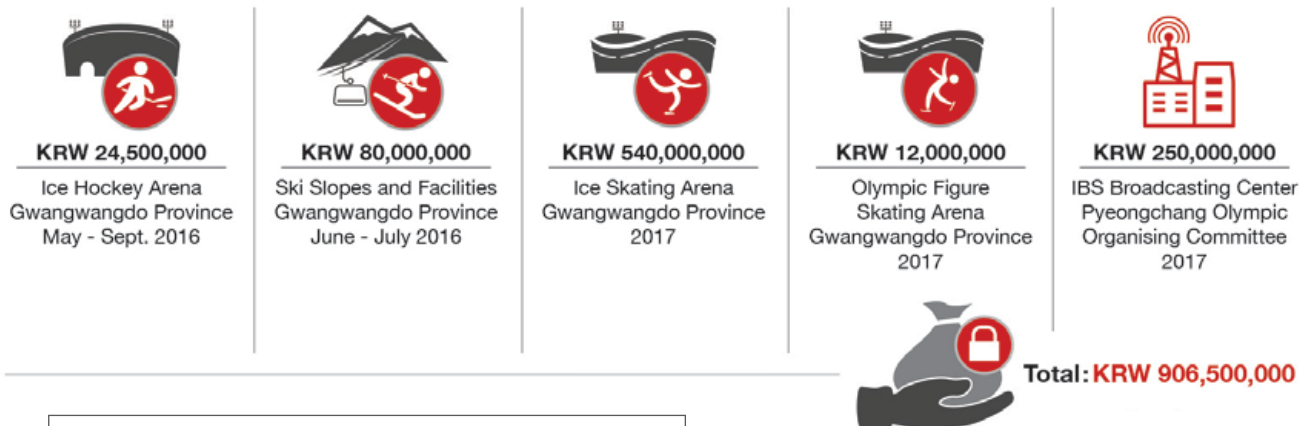 KRW 24,500,000
Ice Hockey Arena
Gwangwangdo Province
May - Sept. 2016
KRW 80,000,000
Ski Slopes and Facilities
Gwangwangdo Province
June - July 2016
KRW 540,000,000
Ice Skating Arena
Gwangwangdo Province
2017
KRW 12,000,000
Olympic Figure
Skating Arena
Gwangwangdo Province
2017
KRW 250,000,000
IBS Broadcasting Center
Pyeongchang Olympic
Organising Committee
2017
Total: KRW 906,500,000